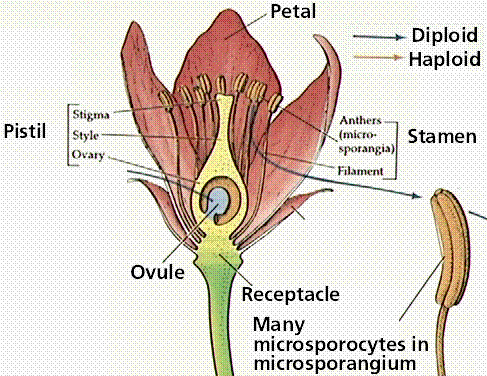 Petal
Diploid
Haploid
Pistil
Stigma
Style
Ovary
Anthers
(micro-
sporangia)
Filament
Stamen
Ovule
Receptacle
Many
microsporocytes in
microsporangium